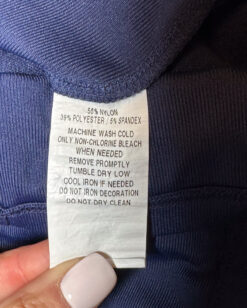 56% NYLON
39% POLYESTER / 5% SPANDEX
MACHINE WASH COLD
ONLY NON-CHLORINE BLEACH
WHEN NEEDED
REMOVE PROMPTLY
TUMBLE DRY LOW
COOL IRON IF NEEDED
DO NOT IRON DECORATION
DO NOT DRY CLEAN